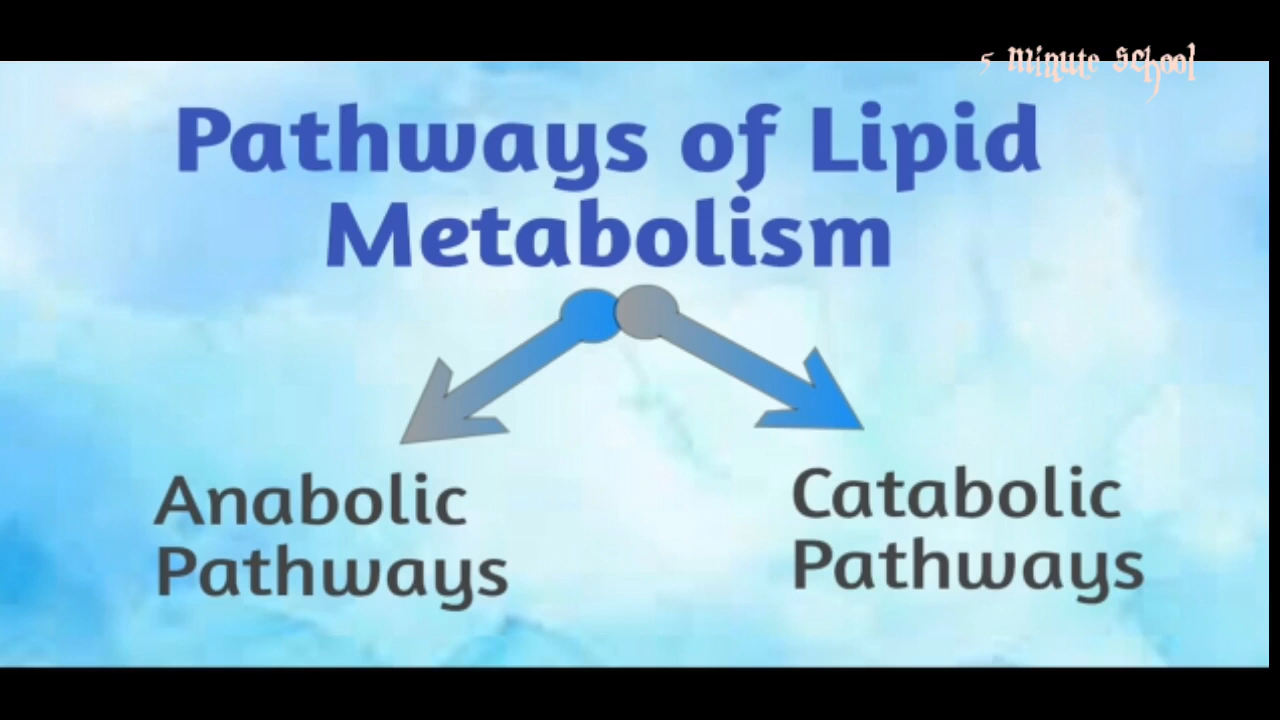 5 Minute School
Pathways of Lipid
Metabolism
Anabolic
Pathways
Catabolic
Pathways